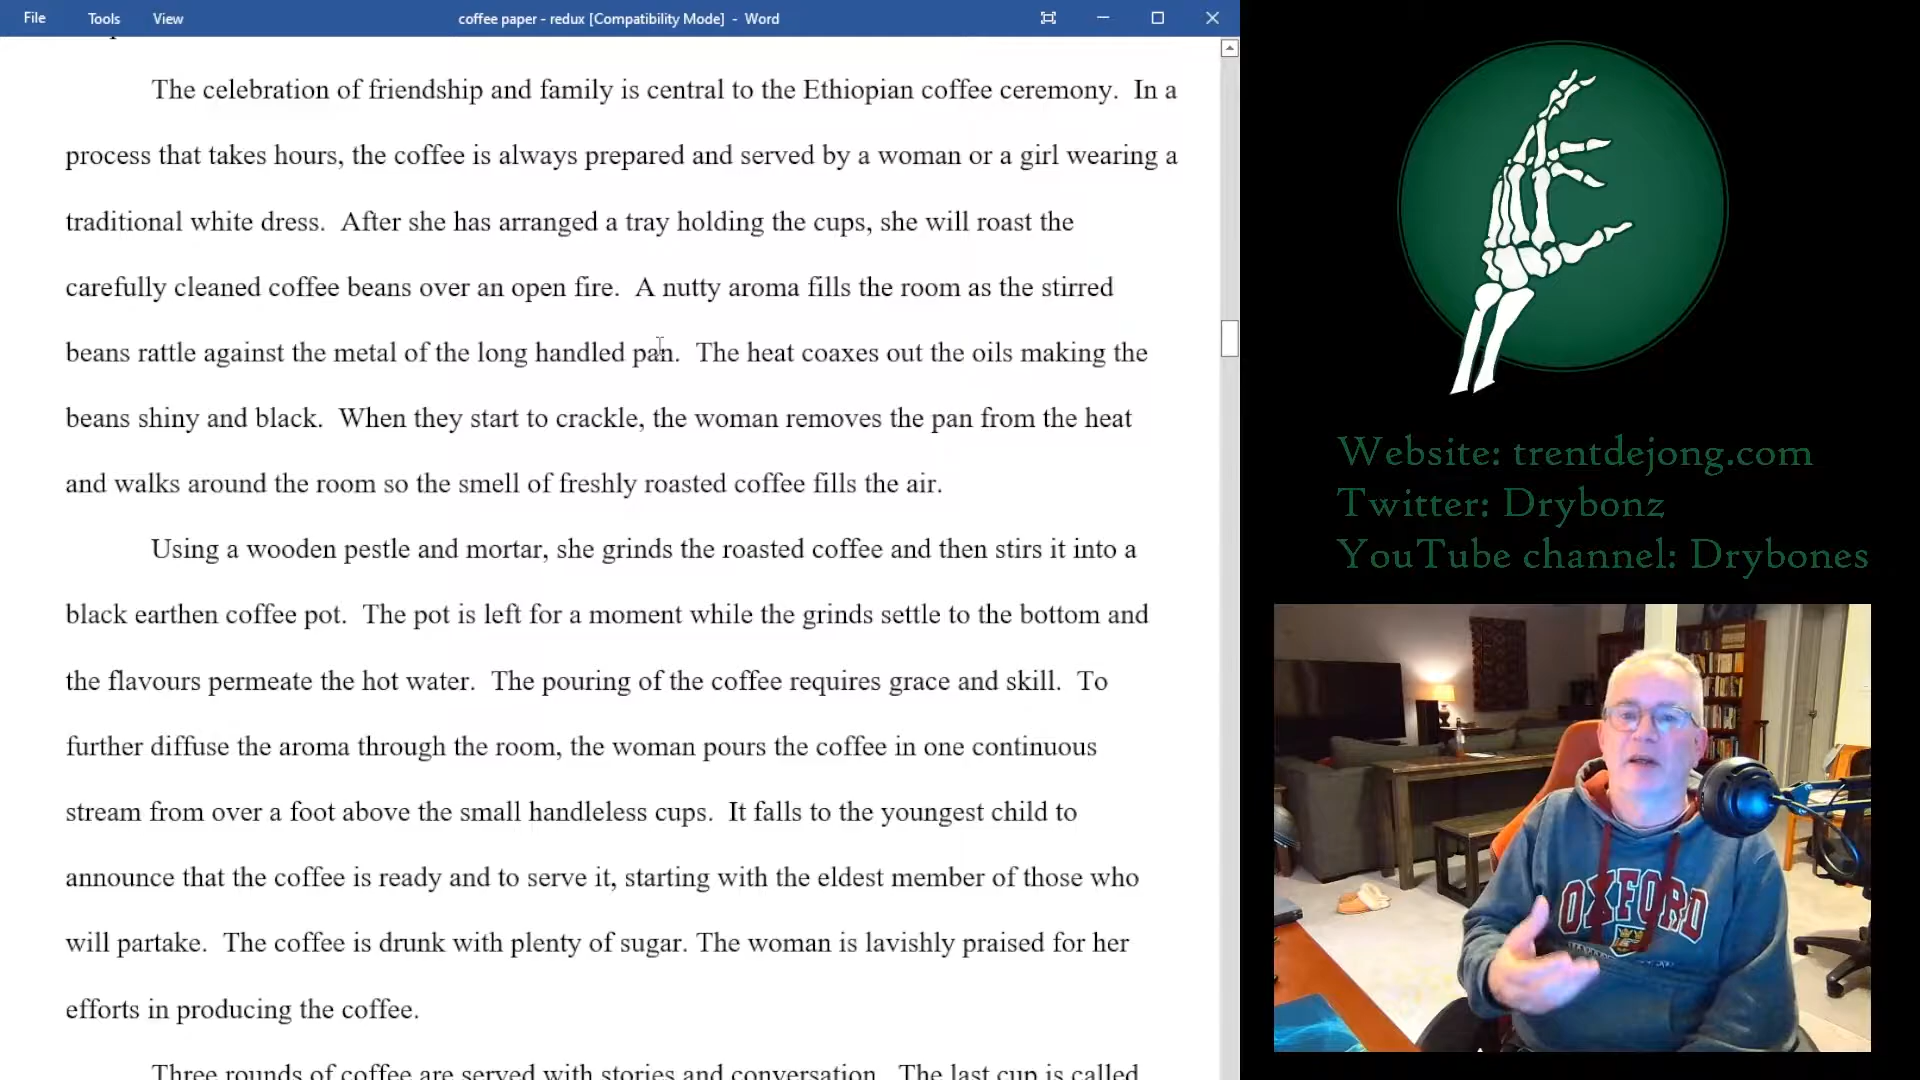 File Tools View coffee paper - redux [Compatibility Mode] - Word
The celebration of friendship and family is central to the Ethiopian coffee ceremony. In a
process that takes hours, the coffee is always prepared and served by a woman or a girl wearing a
traditional white dress. After she has arranged a tray holding the cups, she will roast the
carefully cleaned coffee beans over an open fire. A nutty aroma fills the room as the stirred
beans rattle against the metal of the long handled pan. The heat coaxes out the oils making the
beans shiny and black. When they start to crackle, the woman removes the pan from the heat
and walks around the room so the smell of freshly roasted coffee fills the air.
Using a wooden pestle and mortar, she grinds the roasted coffee and then stirs it into a
black earthen coffee pot. The pot is left for a moment while the grinds settle to the bottom and
the flavours permeate the hot water. The pouring of the coffee requires grace and skill. To
further diffuse the aroma through the room, the woman pours the coffee in one continuous
stream from over a foot above the small handleless cups. It falls to the youngest child to
announce that the coffee is ready and to serve it, starting with the eldest member of those who
will partake. The coffee is drunk with plenty of sugar. The woman is lavishly praised for her
efforts in producing the coffee.
Three rounds of coffee are served with stories and conversation. The last cup is called
Website: trentdejong.com
Twitter: Drybonz
YouTube channel: Drybones
OXFORD